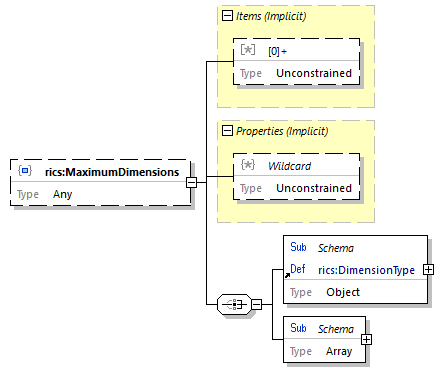 Items (Implicit)
[0]+
Type Unconstrained
rics:MaximumDimensions
Type Any
Properties (Implicit)
Wildcard
Type Unconstrained
Sub Schema
Def rics:DimensionType
Type Object
Sub Schema
Type Array